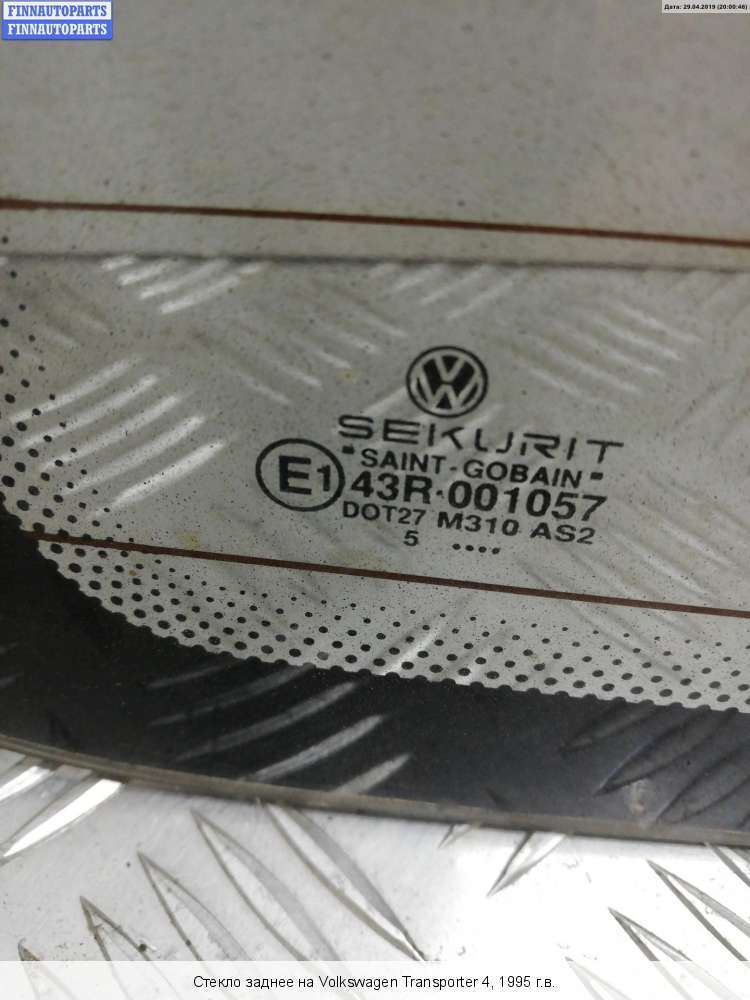 FINNAUTOPARTS
FINNAUTOPARTS
Дата: 29.04.2019 (20:00:46)
SEKURIT
"SAINT-GOBAIN"
E1 43R-001057
DOT27 M310 AS2
5 ....
Стекло заднее на Volkswagen Transporter 4, 1995 г.в.